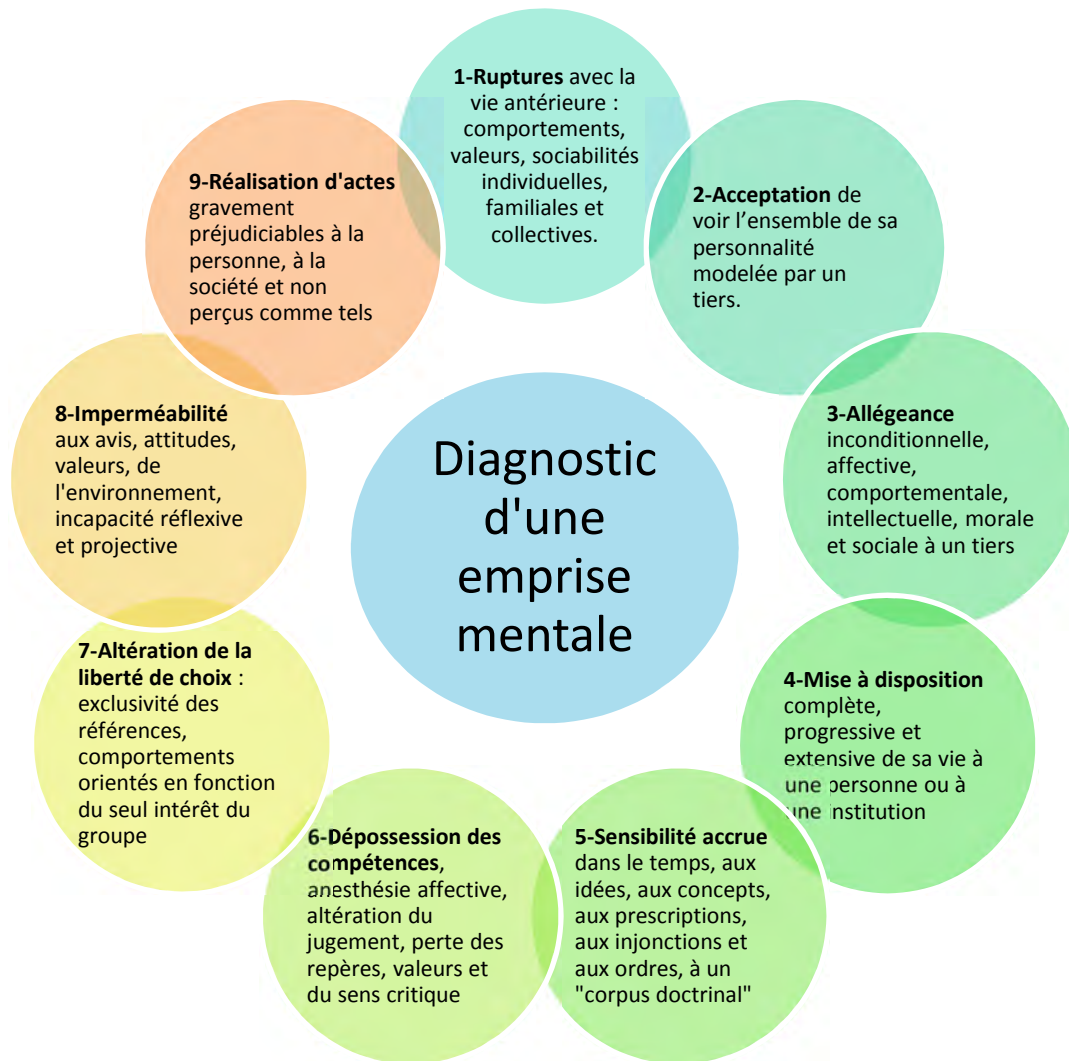 1-Ruptures avec la
vie antérieure :
comportements,
valeurs, sociabilités
individuelles,
familiales et
collectives.
2-Acceptation de
voir l’ensemble de sa
personnalité
modelée par un
tiers.
3-Allégeance
inconditionnelle,
affective,
comportementale,
intellectuelle, morale
et sociale à un tiers
4-Mise à disposition
complète,
progressive et
extensive de sa vie à
une personne ou à
une institution
5-Sensibilité accrue
dans le temps, aux
idées, aux concepts,
aux prescriptions,
aux injonctions et
aux ordres, à un
"corpus doctrinal"
6-Dépossession des
compétences,
anesthésie affective,
altération du
jugement, perte des
repères, valeurs et
du sens critique
7-Altération de la
liberté de choix :
exclusivité des
références,
comportements
orientés en fonction
du seul intérêt du
groupe
8-Imperméabilité
aux avis, attitudes,
valeurs, de
l'environnement,
incapacité réflexive
et projective
9-Réalisation d'actes
gravement
préjudiciables à la
personne, à la
société et non
perçus comme tels
Diagnostic
d'une
emprise
mentale